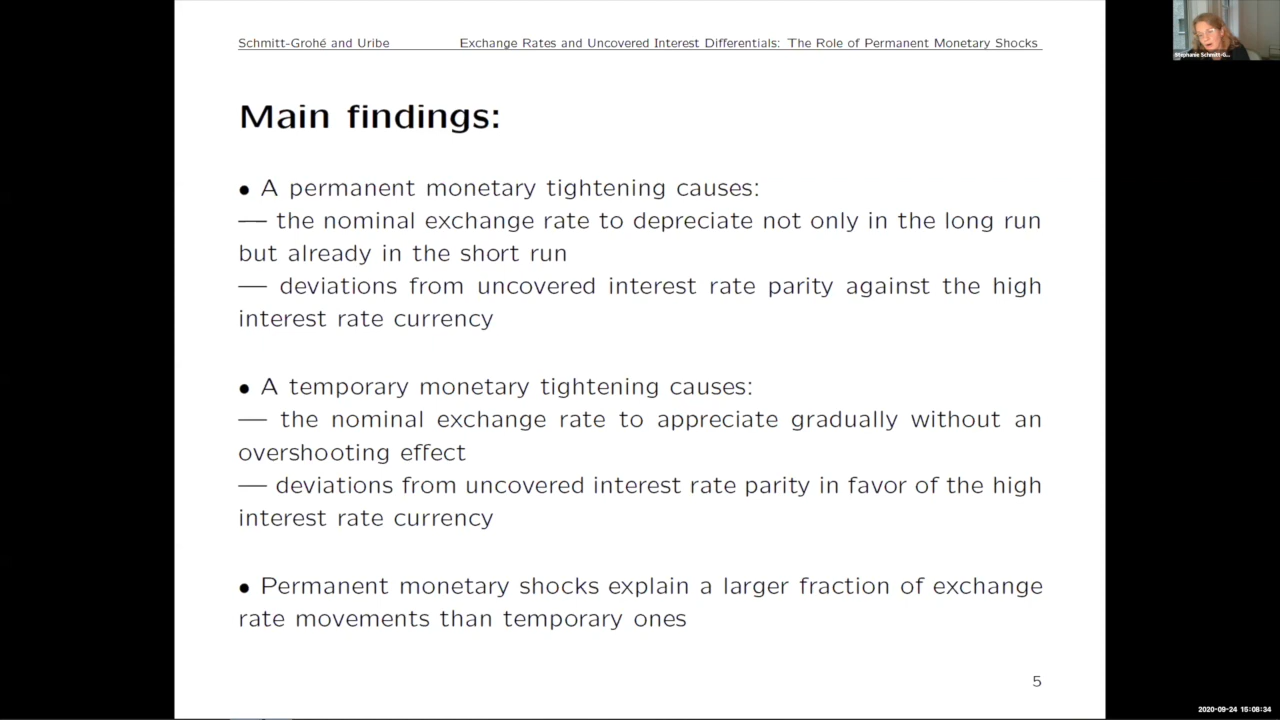 Schmitt-Grohé and Uribe Exchange Rates and Uncovered Interest Differentials: The Role of Permanent Monetary Shocks
Stephanie Schmitt-G...
Main findings:
• A permanent monetary tightening causes:
— the nominal exchange rate to depreciate not only in the long run
but already in the short run
— deviations from uncovered interest rate parity against the high
interest rate currency
• A temporary monetary tightening causes:
— the nominal exchange rate to appreciate gradually without an
overshooting effect
— deviations from uncovered interest rate parity in favor of the high
interest rate currency
• Permanent monetary shocks explain a larger fraction of exchange
rate movements than temporary ones
5
2020-09-24 15:08:34